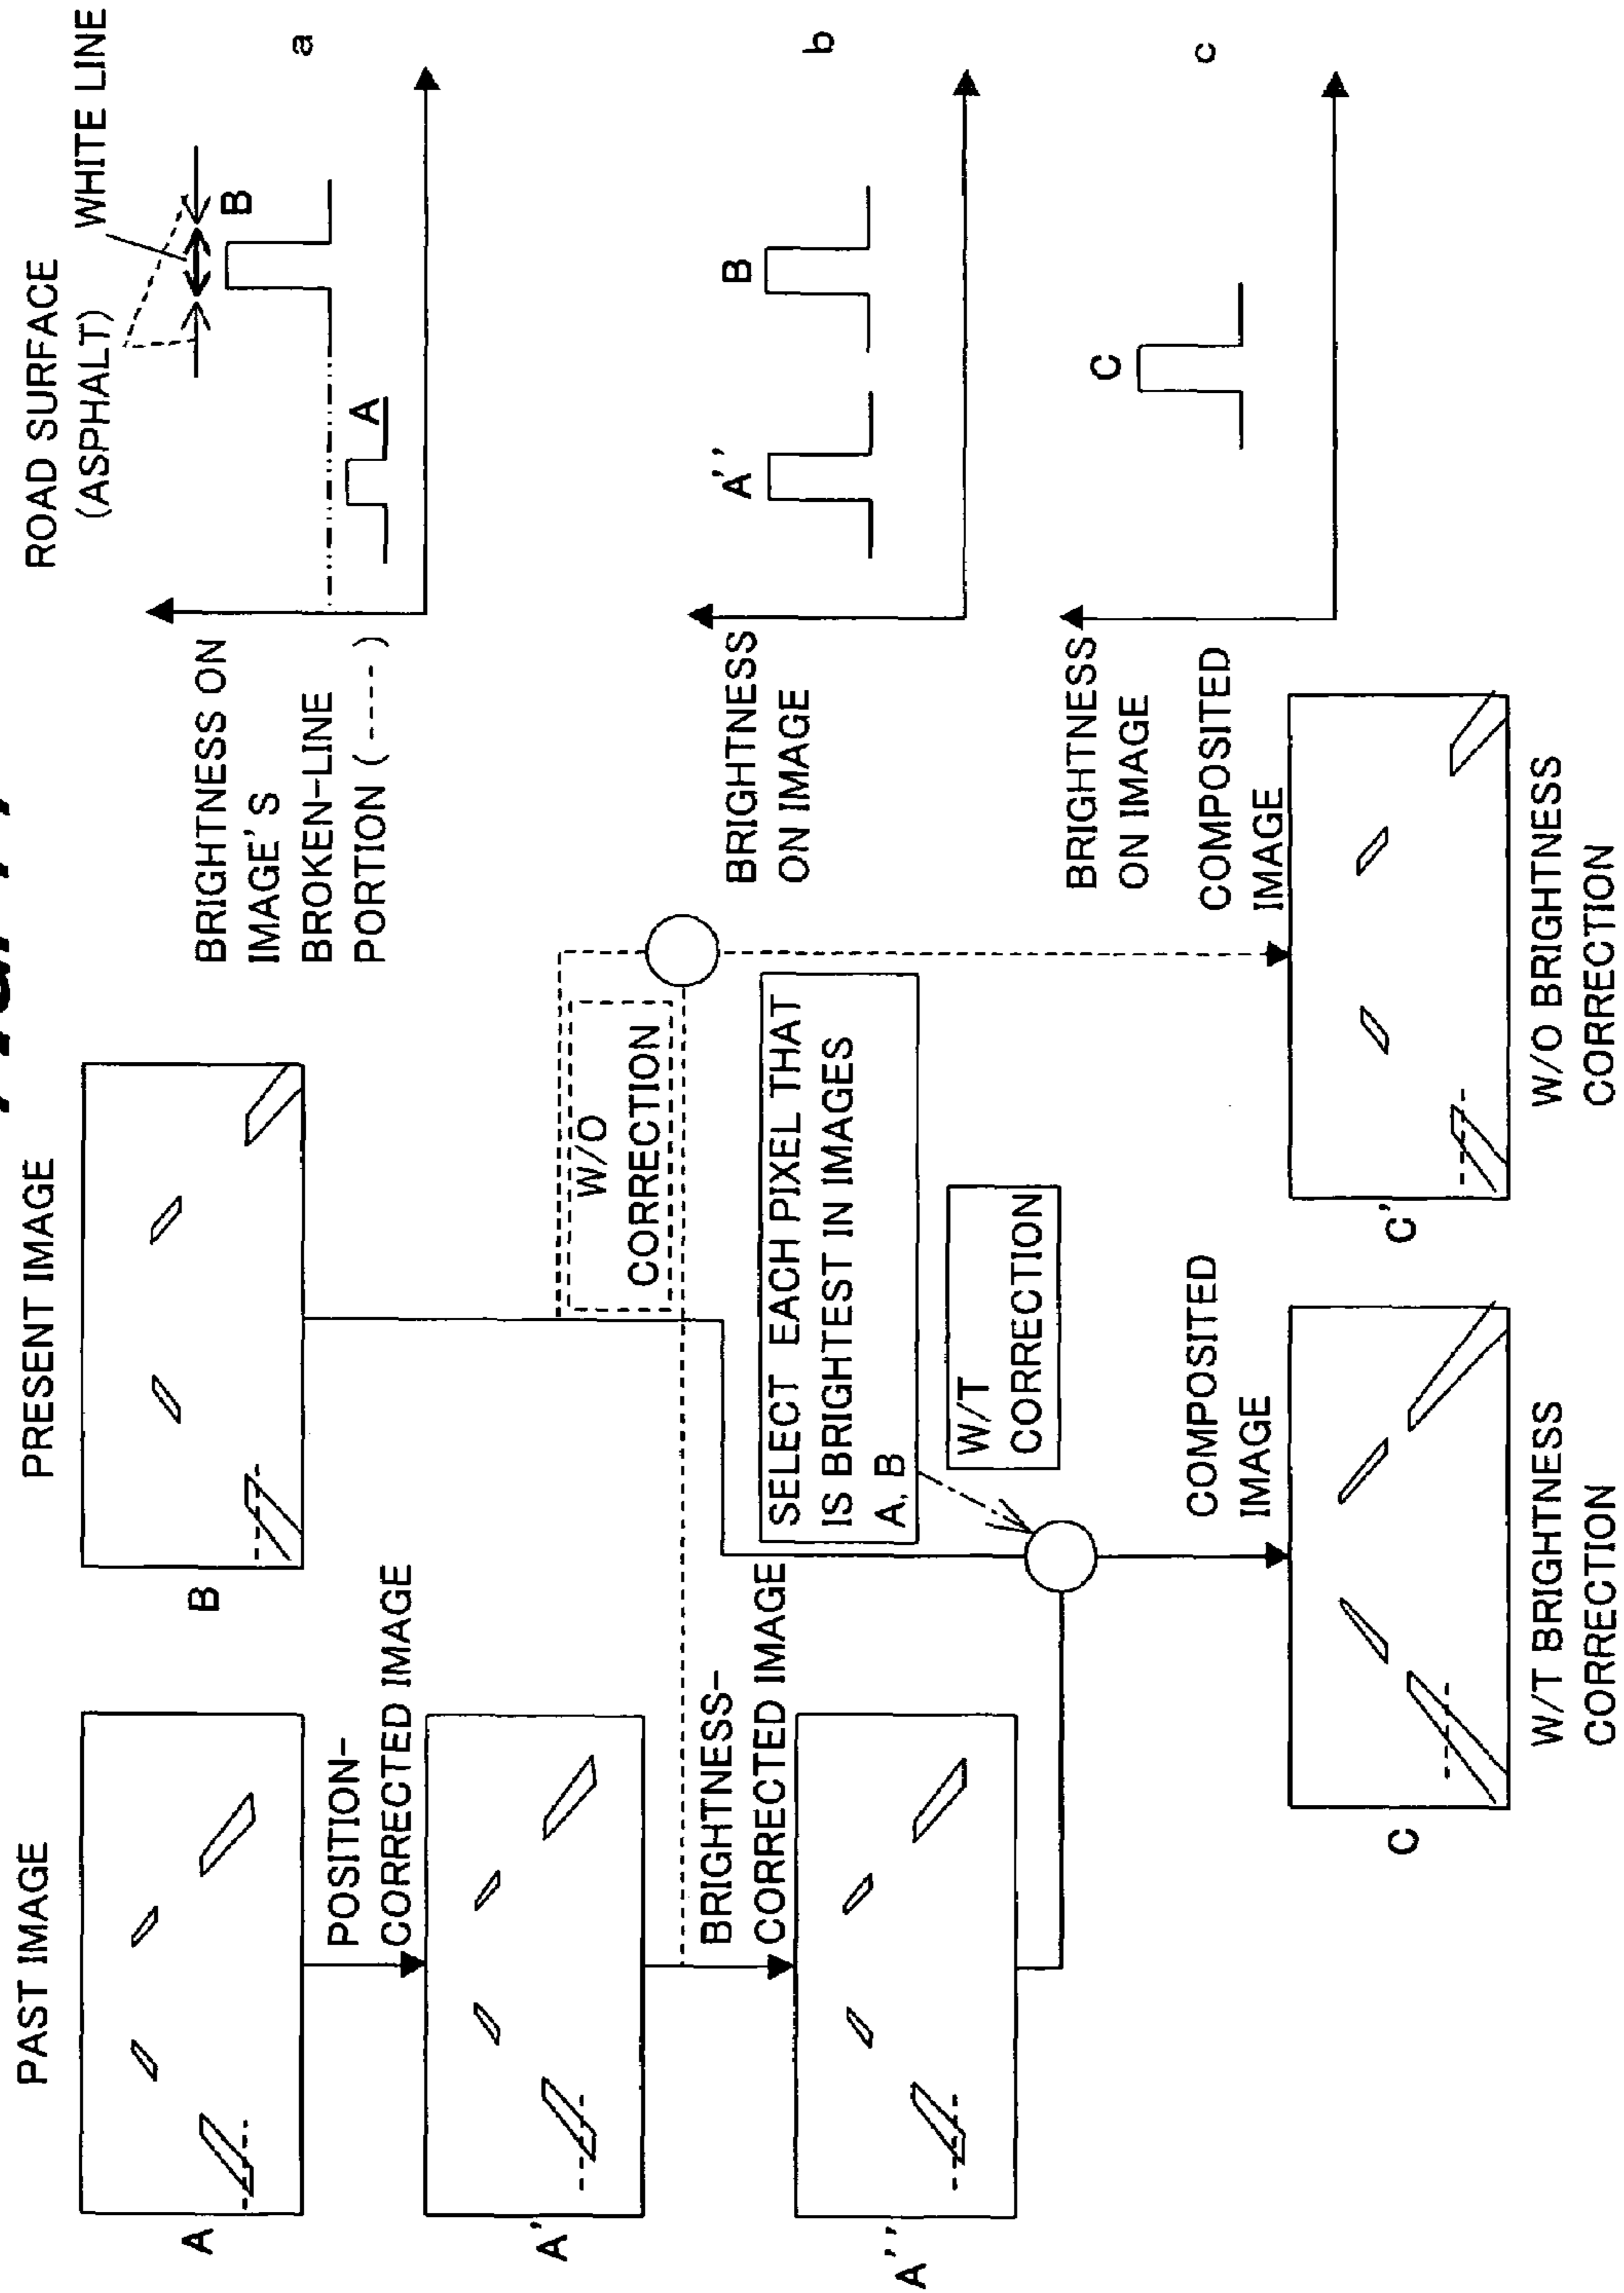 PAST IMAGE
A
POSITION-
CORRECTED IMAGE
A'
BRIGHTNESS-
CORRECTED IMAGE
A''
PRESENT IMAGE
B
W/O
CORRECTION
SELECT EACH PIXEL THAT
IS BRIGHTEST IN IMAGES
A, B
W/T
CORRECTION
COMPOSITED
IMAGE
C
W/T BRIGHTNESS
CORRECTION
COMPOSITED
IMAGE
C'
W/O BRIGHTNESS
CORRECTION
ROAD SURFACE
(ASPHALT)
WHITE LINE
BRIGHTNESS ON
IMAGE'S
BROKEN-LINE
PORTION (----)
A
B
a
BRIGHTNESS
ON IMAGE
A''
B
b
BRIGHTNESS
ON IMAGE
C
c